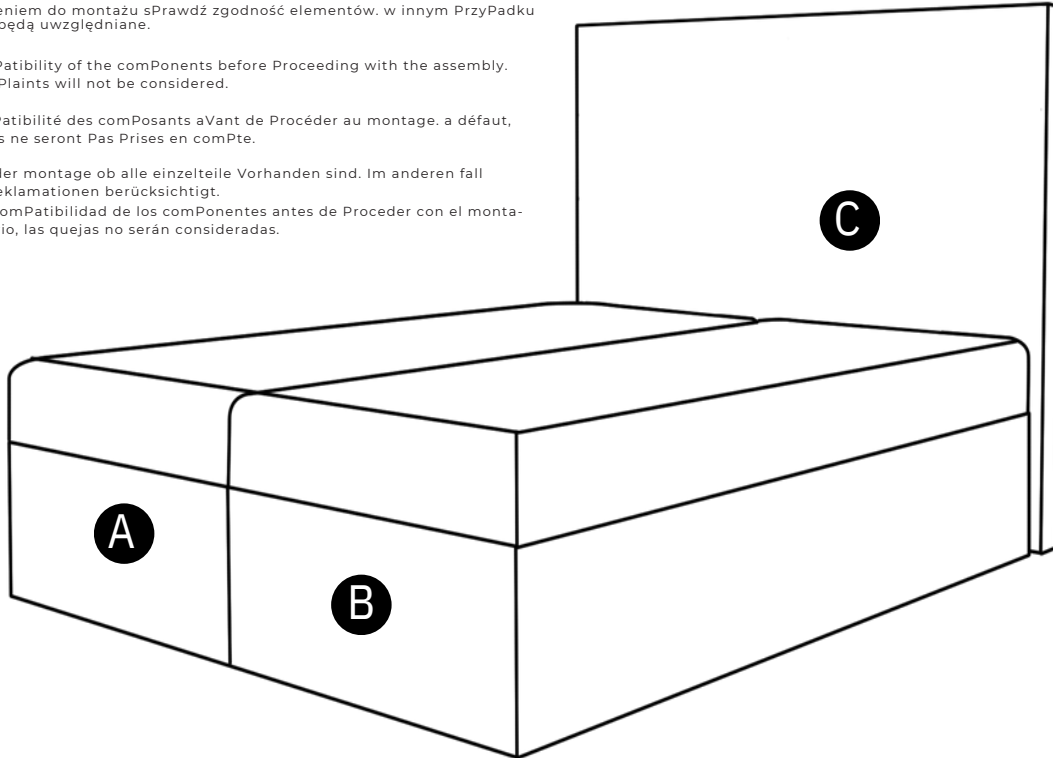 eniem do montażu sPrawdź zgodność elementów. w innym PrzyPadku
będą uwzględniane.
Patibility of the comPonents before Proceeding with the assembly.
Plaints will not be considered.
Patibilité des comPosants aVant de Procéder au montage. a défaut,
s ne seront Pas Prises en comPte.
der montage ob alle einzelteile Vorhanden sind. Im anderen fall
eklamationen berücksichtigt.
omPatibilidad de los comPonentes antes de Proceder con el monta-
io, las quejas no serán consideradas.
C
A
B